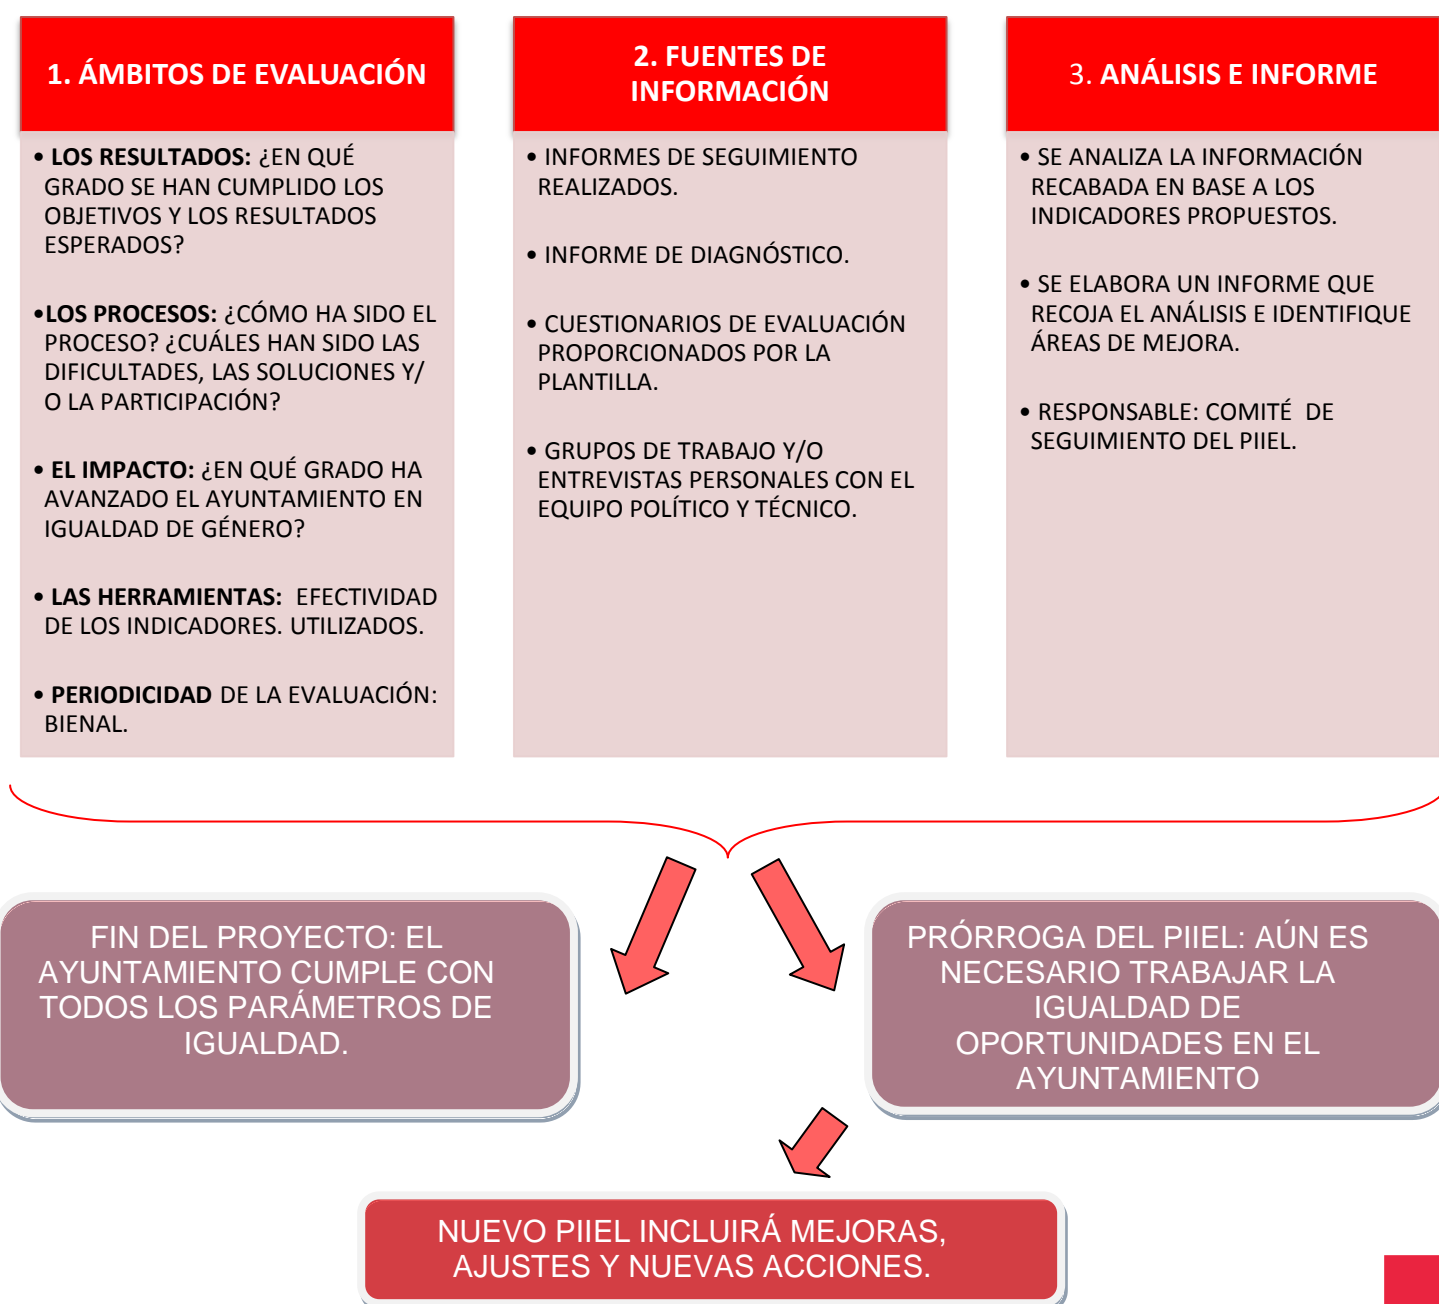 1. ÁMBITOS DE EVALUACIÓN
• LOS RESULTADOS: ¿EN QUÉ
GRADO SE HAN CUMPLIDO LOS
OBJETIVOS Y LOS RESULTADOS
ESPERADOS?
•LOS PROCESOS: ¿CÓMO HA SIDO EL
PROCESO? ¿CUÁLES HAN SIDO LAS
DIFICULTADES, LAS SOLUCIONES Y/
O LA PARTICIPACIÓN?
• EL IMPACTO: ¿EN QUÉ GRADO HA
AVANZADO EL AYUNTAMIENTO EN
IGUALDAD DE GÉNERO?
• LAS HERRAMIENTAS:  EFECTIVIDAD
DE LOS INDICADORES. UTILIZADOS.
• PERIODICIDAD DE LA EVALUACIÓN:
BIENAL.
2. FUENTES DE
INFORMACIÓN
• INFORMES DE SEGUIMIENTO
REALIZADOS.
• INFORME DE DIAGNÓSTICO.
• CUESTIONARIOS DE EVALUACIÓN
PROPORCIONADOS POR LA
PLANTILLA.
• GRUPOS DE TRABAJO Y/O
ENTREVISTAS PERSONALES CON EL
EQUIPO POLÍTICO Y TÉCNICO.
3. ANÁLISIS E INFORME
• SE ANALIZA LA INFORMACIÓN
RECABADA EN BASE A LOS
INDICADORES PROPUESTOS.
• SE ELABORA UN INFORME QUE
RECOJA EL ANÁLISIS E IDENTIFIQUE
ÁREAS DE MEJORA.
• RESPONSABLE: COMITÉ  DE
SEGUIMIENTO DEL PIIEL.
FIN DEL PROYECTO: EL
AYUNTAMIENTO CUMPLE CON
TODOS LOS PARÁMETROS DE
IGUALDAD.
PRÓRROGA DEL PIIEL: AÚN ES
NECESARIO TRABAJAR LA
IGUALDAD DE
OPORTUNIDADES EN EL
AYUNTAMIENTO
NUEVO PIIEL INCLUIRÁ MEJORAS,
AJUSTES Y NUEVAS ACCIONES.